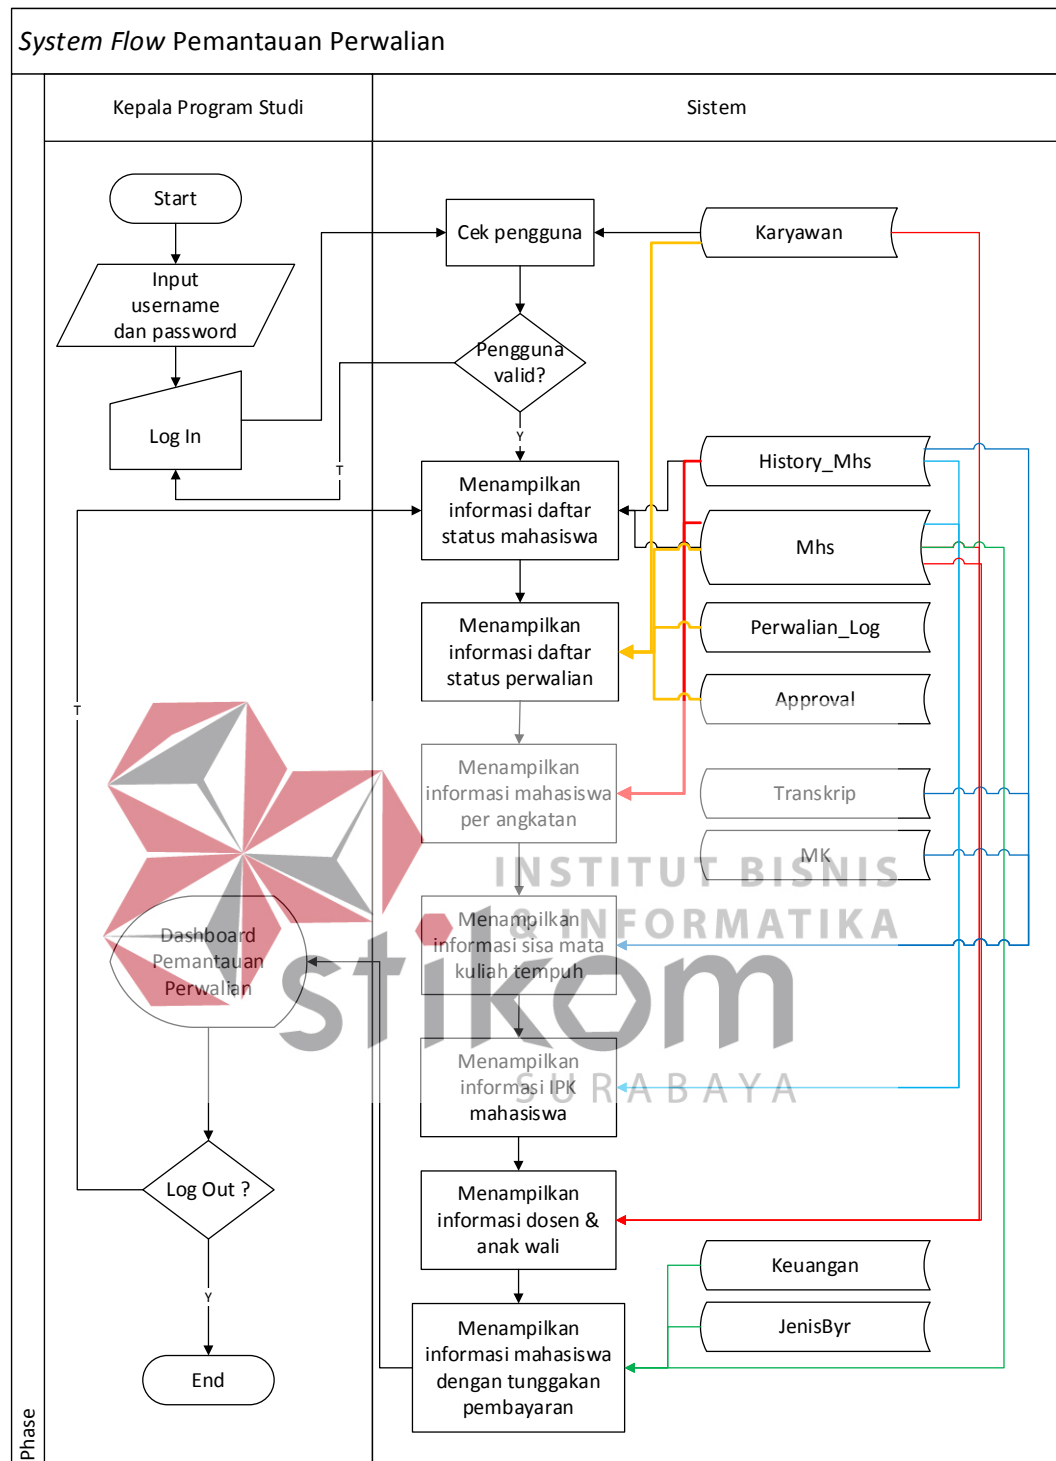 System Flow Pemantauan Perwalian
Kepala Program Studi
Sistem
Phase
Start
Input
username
dan password
Log In
Cek pengguna
Karyawan
Pengguna
valid?
T
Y
Menampilkan
informasi daftar
status mahasiswa
History_Mhs
Mhs
Menampilkan
informasi daftar
status perwalian
Perwalian_Log
Approval
T
Menampilkan
informasi mahasiswa
per angkatan
Transkrip
MK
INSTITUT BISNIS
& INFORMATIKA
stikom
SURABAYA
Menampilkan
informasi sisa mata
kuliah tempuh
Dashboard
Pemantauan
Perwalian
Menampilkan
informasi IPK
mahasiswa
Log Out ?
Menampilkan
informasi dosen &
anak wali
Y
Keuangan
JenisByr
Menampilkan
informasi mahasiswa
dengan tunggakan
pembayaran
End